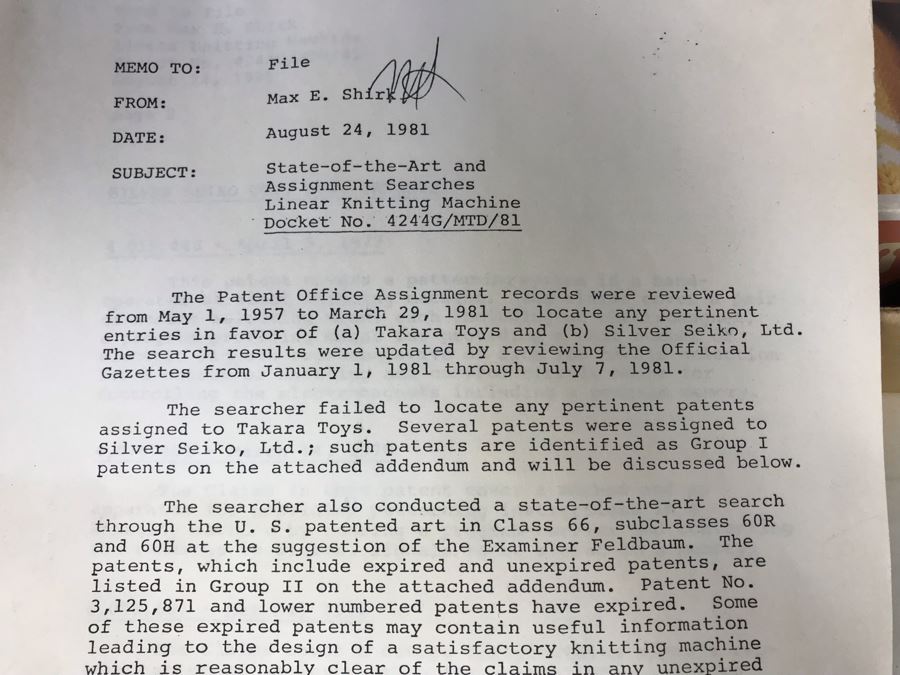 MEMO TO: File
FROM: Max E. Shirk
DATE: August 24, 1981
SUBJECT: State-of-the-Art and
Assignment Searches
Linear Knitting Machine
Docket No. 4244G/MTD/81
The Patent Office Assignment records were reviewed
from May 1, 1957 to March 29, 1981 to locate any pertinent
entries in favor of (a) Takara Toys and (b) Silver Seiko, Ltd.
The search results were updated by reviewing the Official
Gazettes from January 1, 1981 through July 7, 1981.
The searcher failed to locate any pertinent patents
assigned to Takara Toys. Several patents were assigned to
Silver Seiko, Ltd.; such patents are identified as Group I
patents on the attached addendum and will be discussed below.
The searcher also conducted a state-of-the-art search
through the U. S. patented art in Class 66, subclasses 60R
and 60H at the suggestion of the Examiner Feldbaum. The
patents, which include expired and unexpired patents, are
listed in Group II on the attached addendum. Patent No.
3,125,871 and lower numbered patents have expired. Some
of these expired patents may contain useful information
leading to the design of a satisfactory knitting machine
which is reasonably clear of the claims in any unexpired